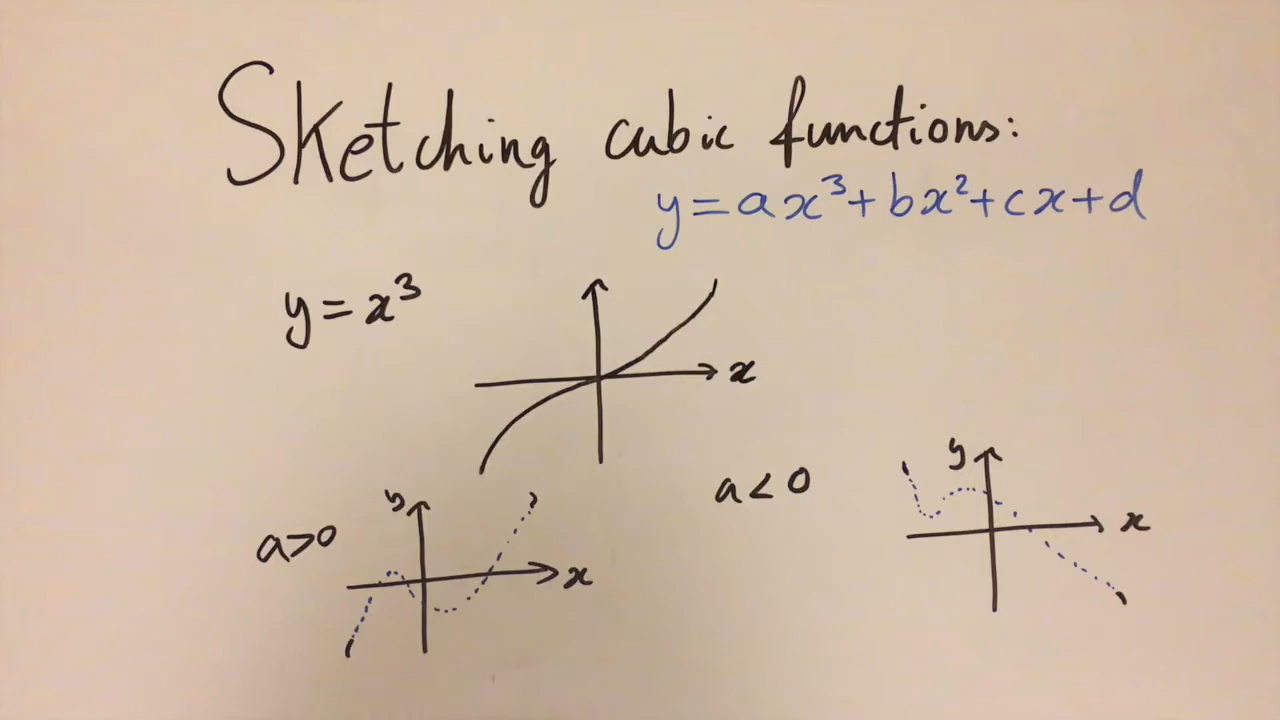 Sketching cubic functions:
y=ax³+bx²+cx+d
y=x³
x
a<0
y
x
a>0
y
x